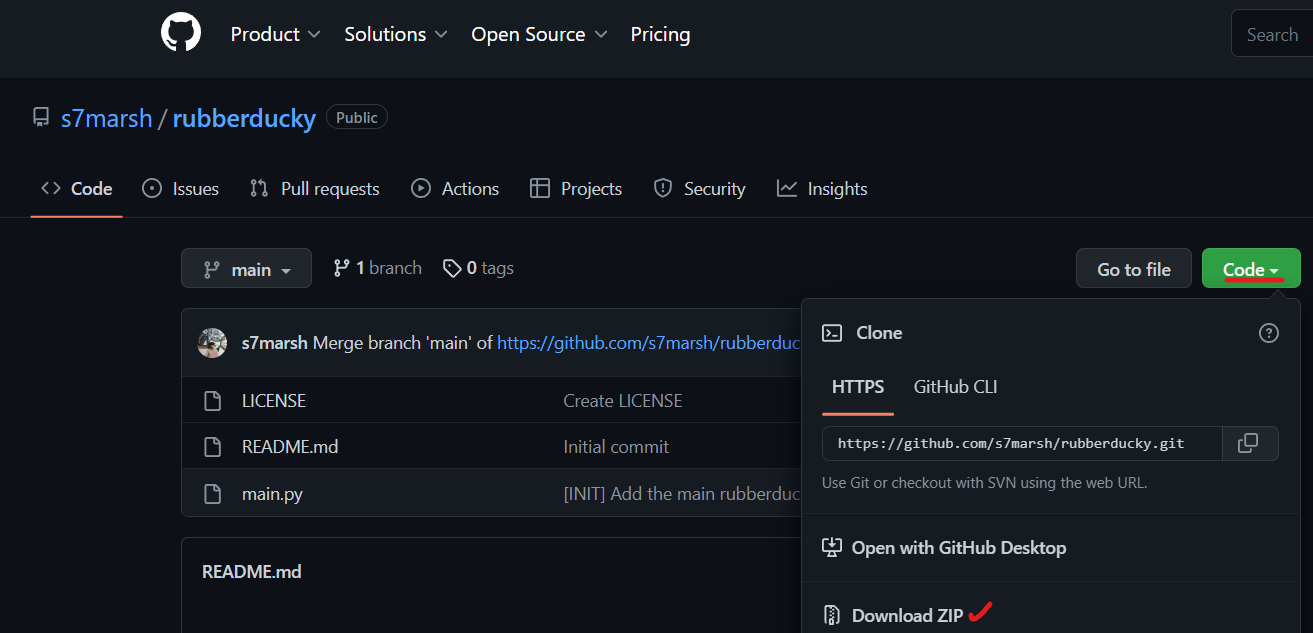 Product Solutions Open Source Pricing Search
s7marsh / rubberducky Public
Code Issues Pull requests Actions Projects Security Insights
main 1 branch 0 tags Go to file Code
s7marsh Merge branch 'main' of https://github.com/s7marsh/rubberduc
LICENSE Create LICENSE
README.md Initial commit
main.py [INIT] Add the main rubberduc
README.md
Clone
HTTPS GitHub CLI
https://github.com/s7marsh/rubberducky.git
Use Git or checkout with SVN using the web URL.
Open with GitHub Desktop
Download ZIP